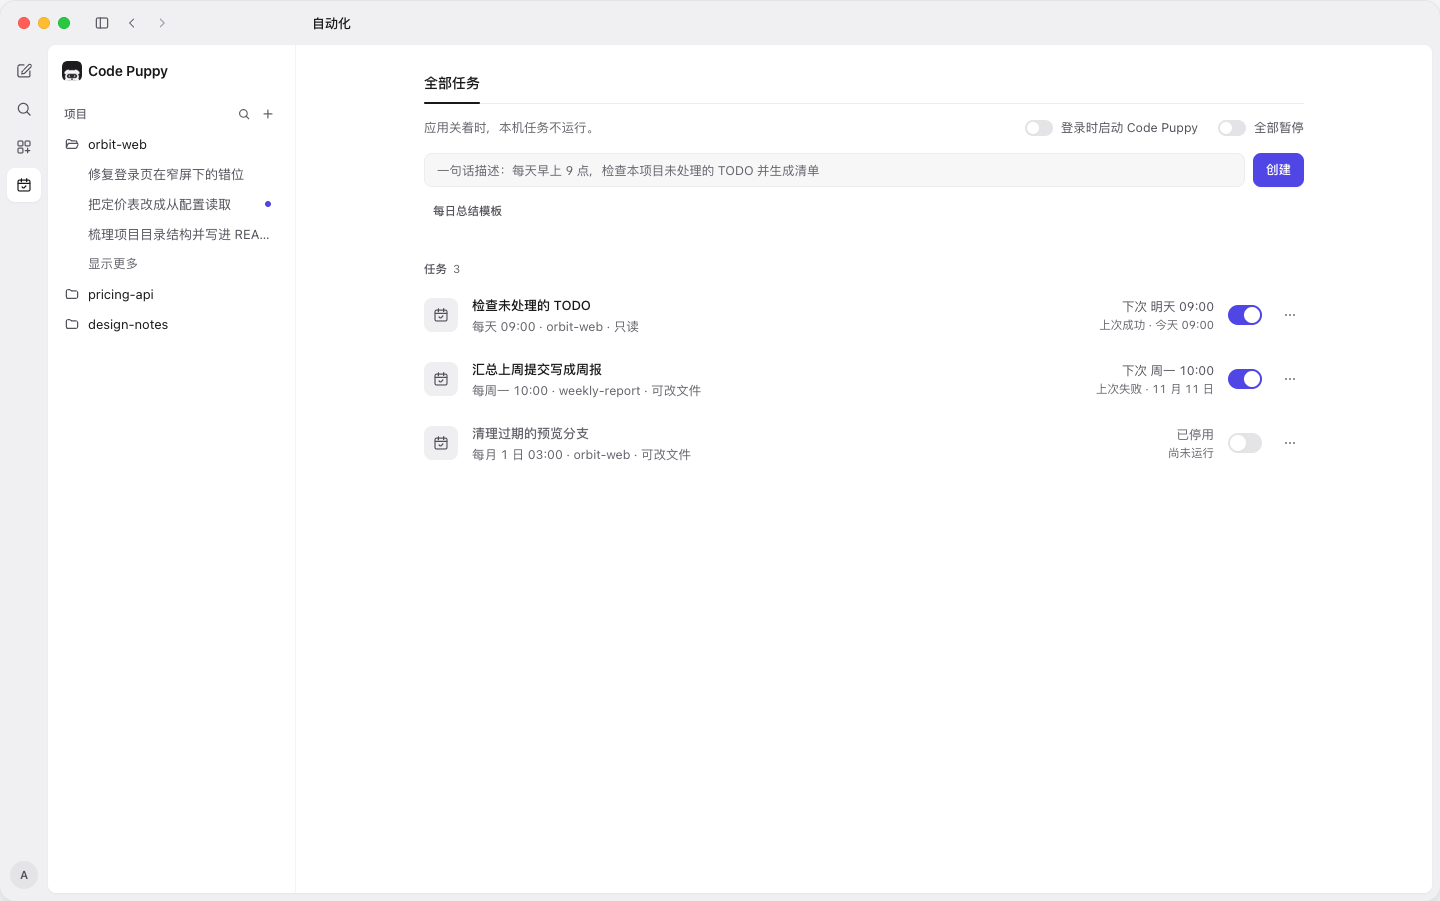 自动化
Code Puppy
项目
orbit-web
修复登录页在窄屏下的错位
把定价表改成从配置读取
梳理项目目录结构并写进 REA...
显示更多
pricing-api
design-notes
A
全部任务
应用关着时，本机任务不运行。
登录时启动 Code Puppy
全部暂停
一句话描述：每天早上 9 点，检查本项目未处理的 TODO 并生成清单
创建
每日总结模板
任务 3
检查未处理的 TODO
每天 09:00 · orbit-web · 只读
下次 明天 09:00
上次成功 · 今天 09:00
汇总上周提交写成周报
每周一 10:00 · weekly-report · 可改文件
下次 周一 10:00
上次失败 · 11 月 11 日
清理过期的预览分支
每月 1 日 03:00 · orbit-web · 可改文件
已停用
尚未运行